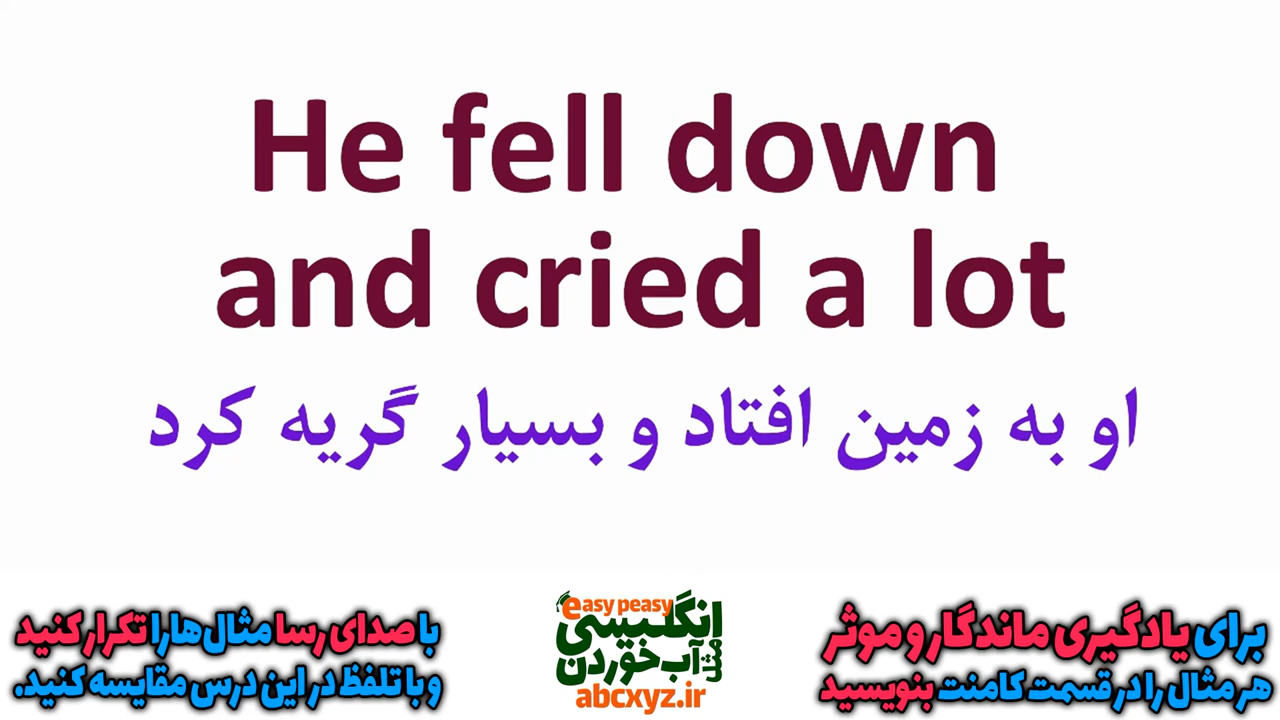 He fell down
and cried a lot
او به زمین افتاد و بسیار گریه کرد
برای یادگیری ماندگار و موثر
هر مثال را در قسمت کامنت بنویسید
easy peasy
انگلیسی
مثل آب خوردن
abcxyz.ir
با صدای رسا مثال‌ها را تکرار کنید
و با تلفظ در این درس مقایسه کنید.